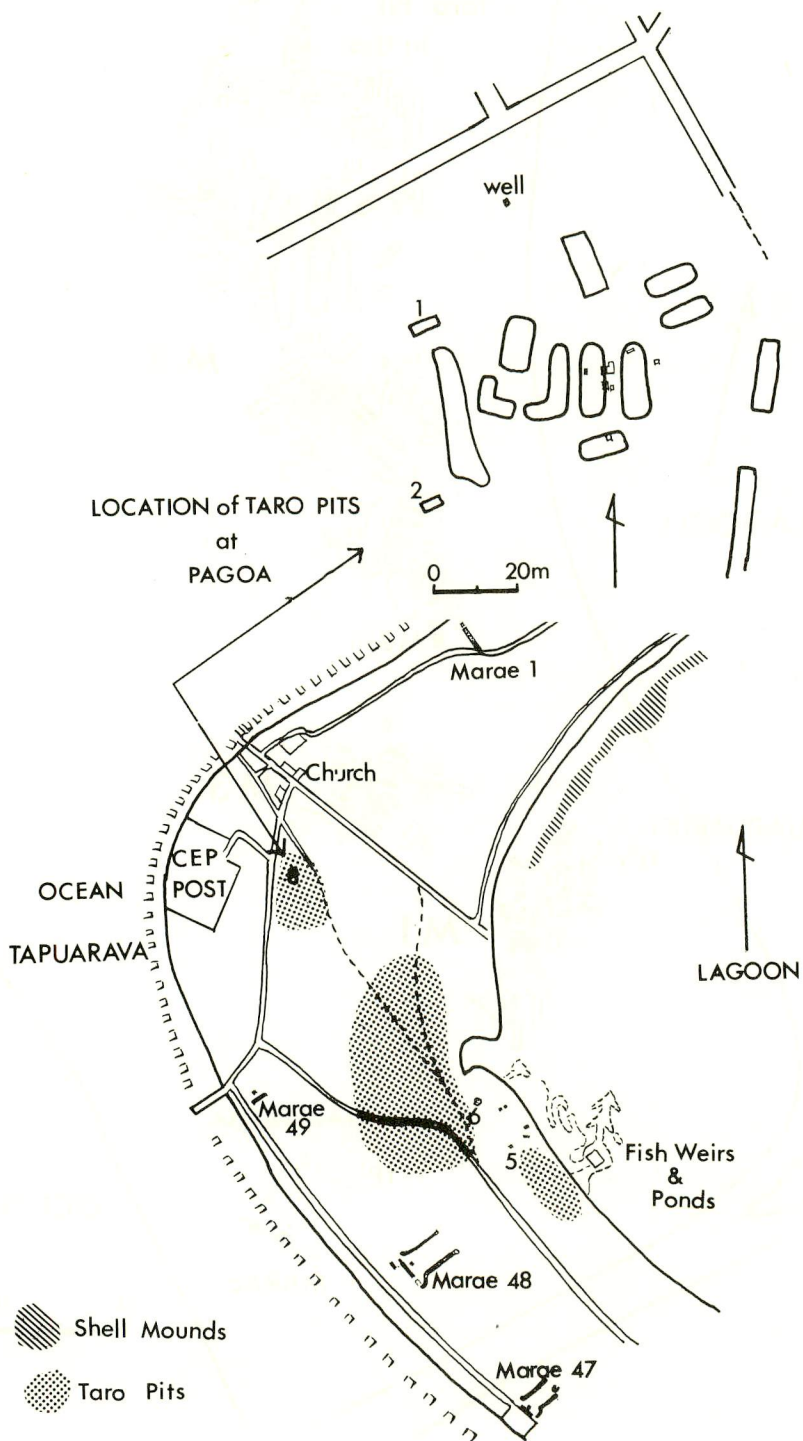 well
1
2
LOCATION of TARO PITS
at
PAGOA
0 20m
Marae 1
Church
CEP
POST
OCEAN
TAPUARAVA
LAGOON
Marae
49
6
5
Fish Weirs
&
Ponds
Marae 48
Marae 47
Shell Mounds
Taro Pits